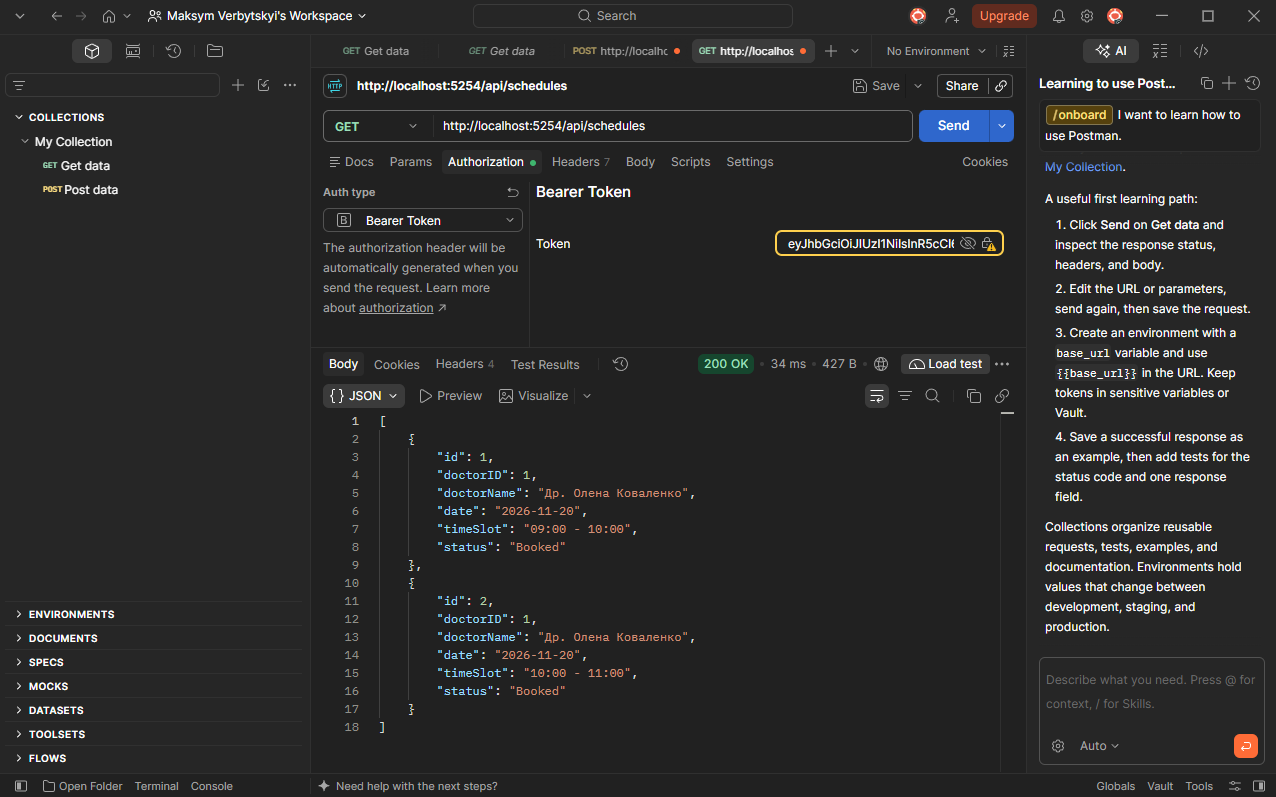 Maksym Verbytskyi's Workspace
Search
Upgrade
GET Get data
GET Get data
POST http://localhc
GET http://localhos
No Environment
AI
COLLECTIONS
My Collection
GET Get data
POST Post data
ENVIRONMENTS
DOCUMENTS
SPECS
MOCKS
DATASETS
TOOLSETS
FLOWS
HTTP
http://localhost:5254/api/schedules
Save
Share
GET
http://localhost:5254/api/schedules
Send
Docs
Params
Authorization
Headers 7
Body
Scripts
Settings
Cookies
Auth type
B Bearer Token
The authorization header will be
automatically generated when you
send the request. Learn more
about authorization ↗
Bearer Token
Token
Body
Cookies
Headers 4
Test Results
200 OK • 34 ms • 427 B
Load test
{} JSON
Preview
Visualize
1 [
2 {
3 "id": 1,
4 "doctorID": 1,
5 "doctorName": "Др. Олена Коваленко",
6 "date": "2026-11-20",
7 "timeSlot": "09:00 - 10:00",
8 "status": "Booked"
9 },
10 {
11 "id": 2,
12 "doctorID": 1,
13 "doctorName": "Др. Олена Коваленко",
14 "date": "2026-11-20",
15 "timeSlot": "10:00 - 11:00",
16 "status": "Booked"
17 }
18 ]
Learning to use Post...
/onboard I want to learn how to
use Postman.
My Collection.
A useful first learning path:
1. Click Send on Get data and
inspect the response status,
headers, and body.
2. Edit the URL or parameters,
send again, then save the request.
3. Create an environment with a
base_url variable and use
{{base_url}} in the URL. Keep
tokens in sensitive variables or
Vault.
4. Save a successful response as
an example, then add tests for the
status code and one response
field.
Collections organize reusable
requests, tests, examples, and
documentation. Environments hold
values that change between
development, staging, and
production.
Describe what you need. Press @ for
context, / for Skills.
Auto
Open Folder
Terminal
Console
Need help with the next steps?
Globals
Vault
Tools